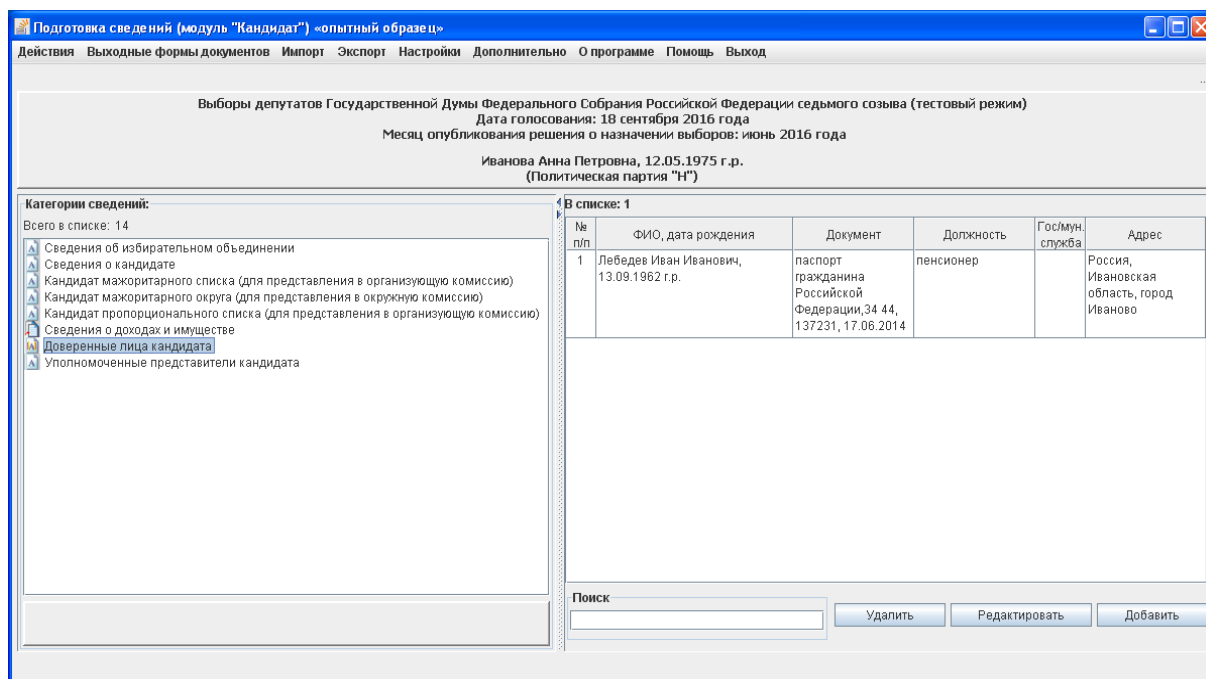 Подготовка сведений (модуль "Кандидат") «опытный образец»
Действия Выходные формы документов Импорт Экспорт Настройки Дополнительно О программе Помощь Выход
Выборы депутатов Государственной Думы Федерального Собрания Российской Федерации седьмого созыва (тестовый режим)
Дата голосования: 18 сентября 2016 года
Месяц опубликования решения о назначении выборов: июнь 2016 года
Иванова Анна Петровна, 12.05.1975 г.р.
(Политическая партия "Н")
Категории сведений:
Всего в списке: 14
Сведения об избирательном объединении
Сведения о кандидате
Кандидат мажоритарного списка (для представления в организующую комиссию)
Кандидат мажоритарного округа (для представления в окружную комиссию)
Кандидат пропорционального списка (для представления в организующую комиссию)
Сведения о доходах и имуществе
Доверенные лица кандидата
Уполномоченные представители кандидата
В списке: 1
№ п/п ФИО, дата рождения Документ Должность Гос/мун. служба Адрес
1 Лебедев Иван Иванович, паспорт пенсионер Россия,
13.09.1962 г.р. гражданина Ивановская
Российской область, город
Федерации,34 44, Иваново
137231, 17.06.2014
Поиск
Удалить Редактировать Добавить